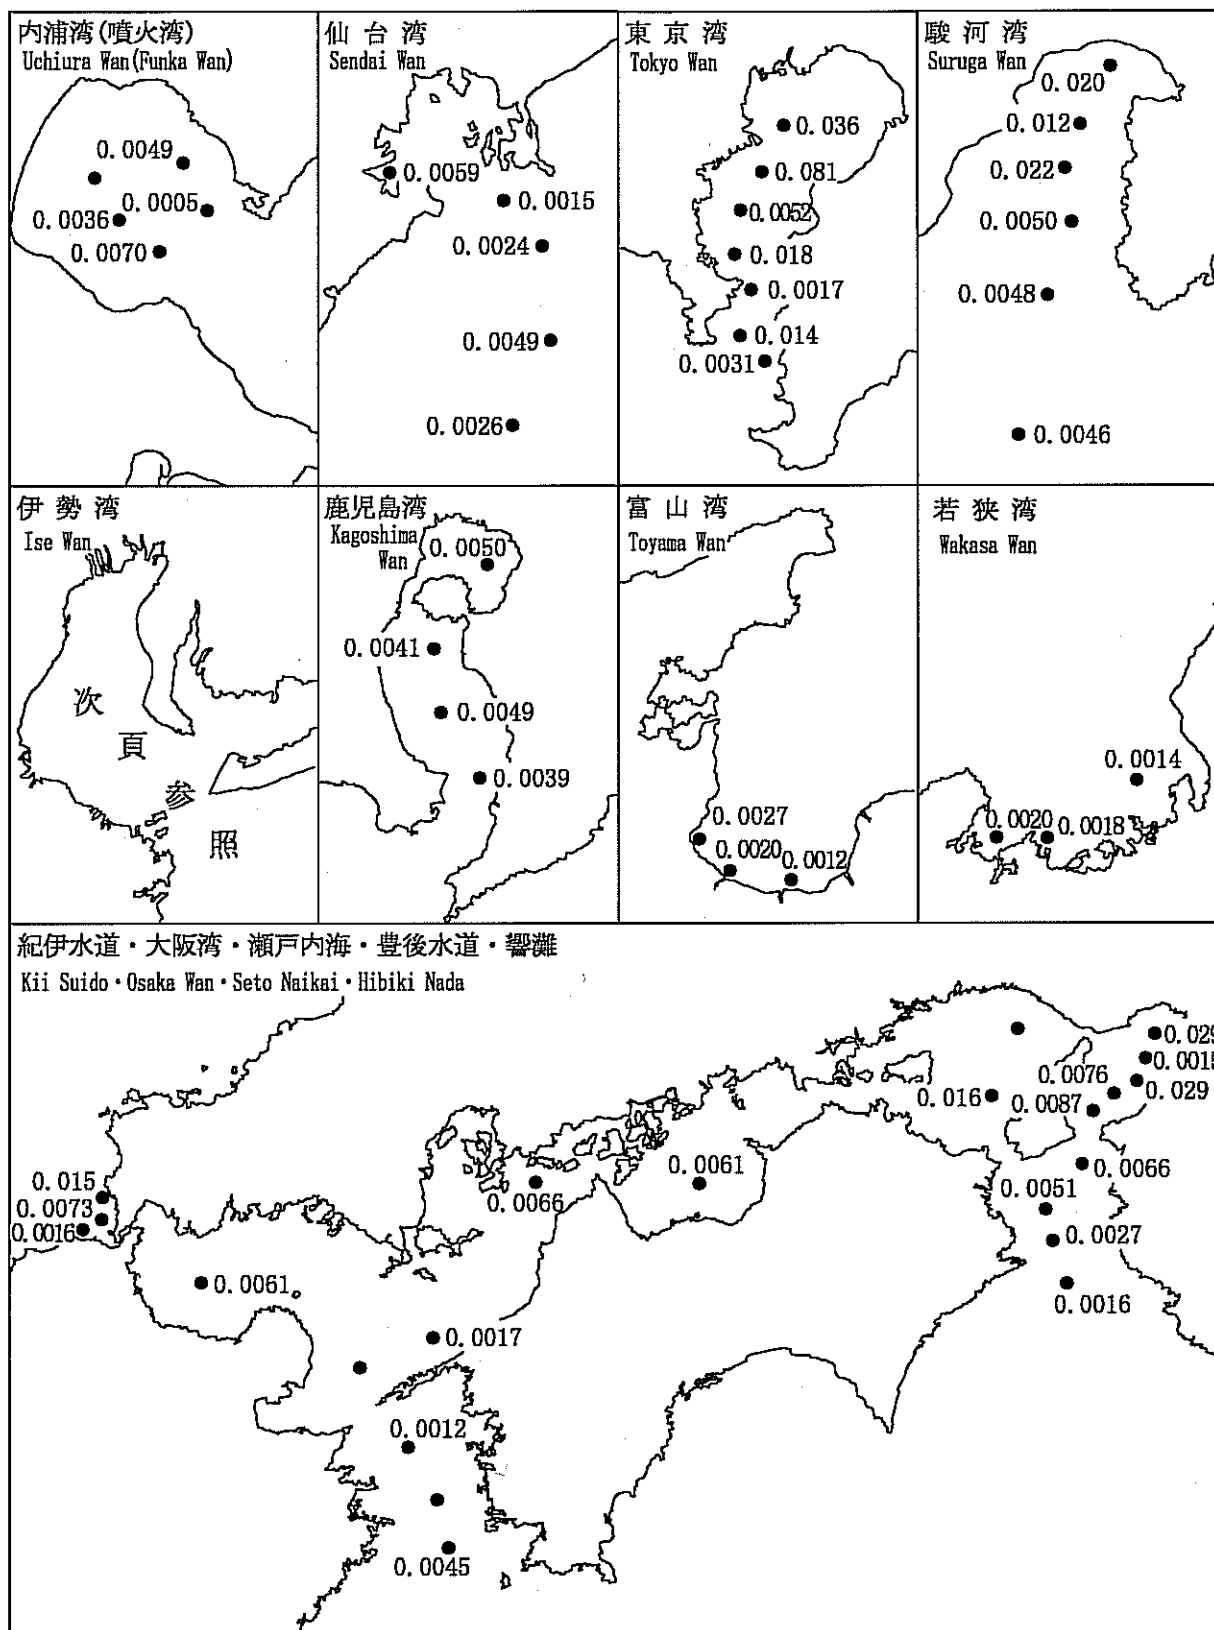 内浦湾(噴火湾)
Uchiura Wan(Funka Wan)
0.0049
0.0005
0.0036
0.0070
仙台湾
Sendai Wan
0.0059
0.0015
0.0024
0.0049
0.0026
東京湾
Tokyo Wan
0.036
0.081
0.0052
0.018
0.0017
0.014
0.0031
駿河湾
Suruga Wan
0.020
0.012
0.022
0.0050
0.0048
0.0046
伊勢湾
Ise Wan
次頁参照
鹿児島湾
Kagoshima
Wan
0.0050
0.0041
0.0049
0.0039
富山湾
Toyama Wan
0.0027
0.0020
0.0012
若狭湾
Wakasa Wan
0.0014
0.0020
0.0018
紀伊水道・大阪湾・瀬戸内海・豊後水道・響灘
Kii Suido・Osaka Wan・Seto Naikai・Hibiki Nada
0.029
0.0015
0.0076
0.029
0.016
0.0087
0.0066
0.0061
0.0066
0.0051
0.015
0.0073
0.0016
0.0027
0.0061
0.0016
0.0017
0.0012
0.0045